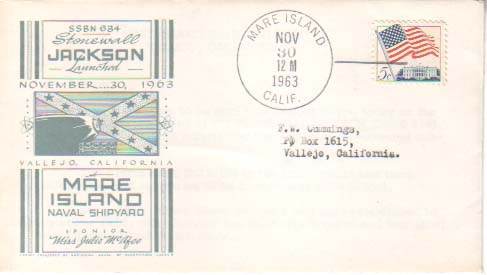 SSBN 634
Stonewall
JACKSON
Launched
NOVEMBER...30, 1963
VALLEJO, CALIFORNIA
MARE
ISLAND
NAVAL SHIPYARD
SPONSOR
Miss Julia McAfee
MARE ISLAND
NOV
30
12 M
1963
CALIF.
5c
F.W. Cummings,
PO Box 1615,
Vallejo, California.